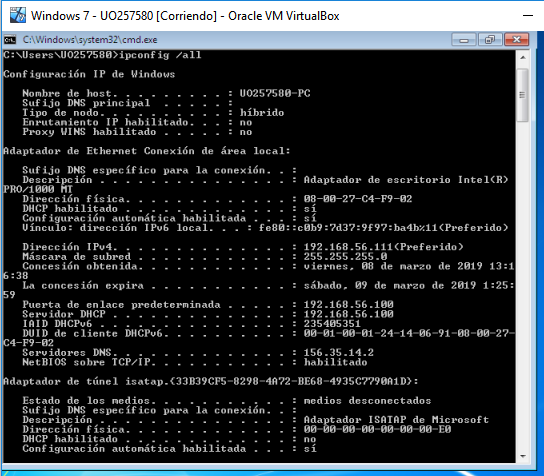 Windows 7 - UO257580 [Corriendo] - Oracle VM VirtualBox
C:\Windows\system32\cmd.exe
C:\Users\UO257580>ipconfig /all
Configuración IP de Windows
Nombre de host. . . . . . . . . : UO257580-PC
Sufijo DNS principal . . . . . :
Tipo de nodo. . . . . . . . . . : híbrido
Enrutamiento IP habilitado. . . : no
Proxy WINS habilitado . . . . . : no
Adaptador de Ethernet Conexión de área local:
Sufijo DNS específico para la conexión. . :
Descripción . . . . . . . . . . . . . . . : Adaptador de escritorio Intel(R)
PRO/1000 MT
Dirección física. . . . . . . . . . . . . : 08-00-27-C4-F9-02
DHCP habilitado . . . . . . . . . . . . . : sí
Configuración automática habilitada . . . : sí
Vínculo: dirección IPv6 local. . . : fe80::c0b9:7d37:9f97:ba4b%11(Preferido)
Dirección IPv4. . . . . . . . . . . . . . : 192.168.56.111(Preferido)
Máscara de subred . . . . . . . . . . . . : 255.255.255.0
Concesión obtenida. . . . . . . . . . . . : viernes, 08 de marzo de 2019 13:1
6:38
La concesión expira . . . . . . . . . . . : sábado, 09 de marzo de 2019 1:25:
59
Puerta de enlace predeterminada . . . . . : 192.168.56.100
Servidor DHCP . . . . . . . . . . . . . . : 192.168.56.100
IAID DHCPv6 . . . . . . . . . . . . . . . : 235405351
DUID de cliente DHCPv6. . . . . . . . . . : 00-01-00-01-24-14-06-91-08-00-27-
C4-F9-02
Servidores DNS. . . . . . . . . . . . . . : 156.35.14.2
NetBIOS sobre TCP/IP. . . . . . . . . . . : habilitado
Adaptador de túnel isatap.{33B39CF5-8298-4A72-BE68-4935C7790A1D}:
Estado de los medios. . . . . . . . . . . : medios desconectados
Sufijo DNS específico para la conexión. . :
Descripción . . . . . . . . . . . . . . . : Adaptador ISATAP de Microsoft
Dirección física. . . . . . . . . . . . . : 00-00-00-00-00-00-00-E0
DHCP habilitado . . . . . . . . . . . . . : no
Configuración automática habilitada . . . : sí